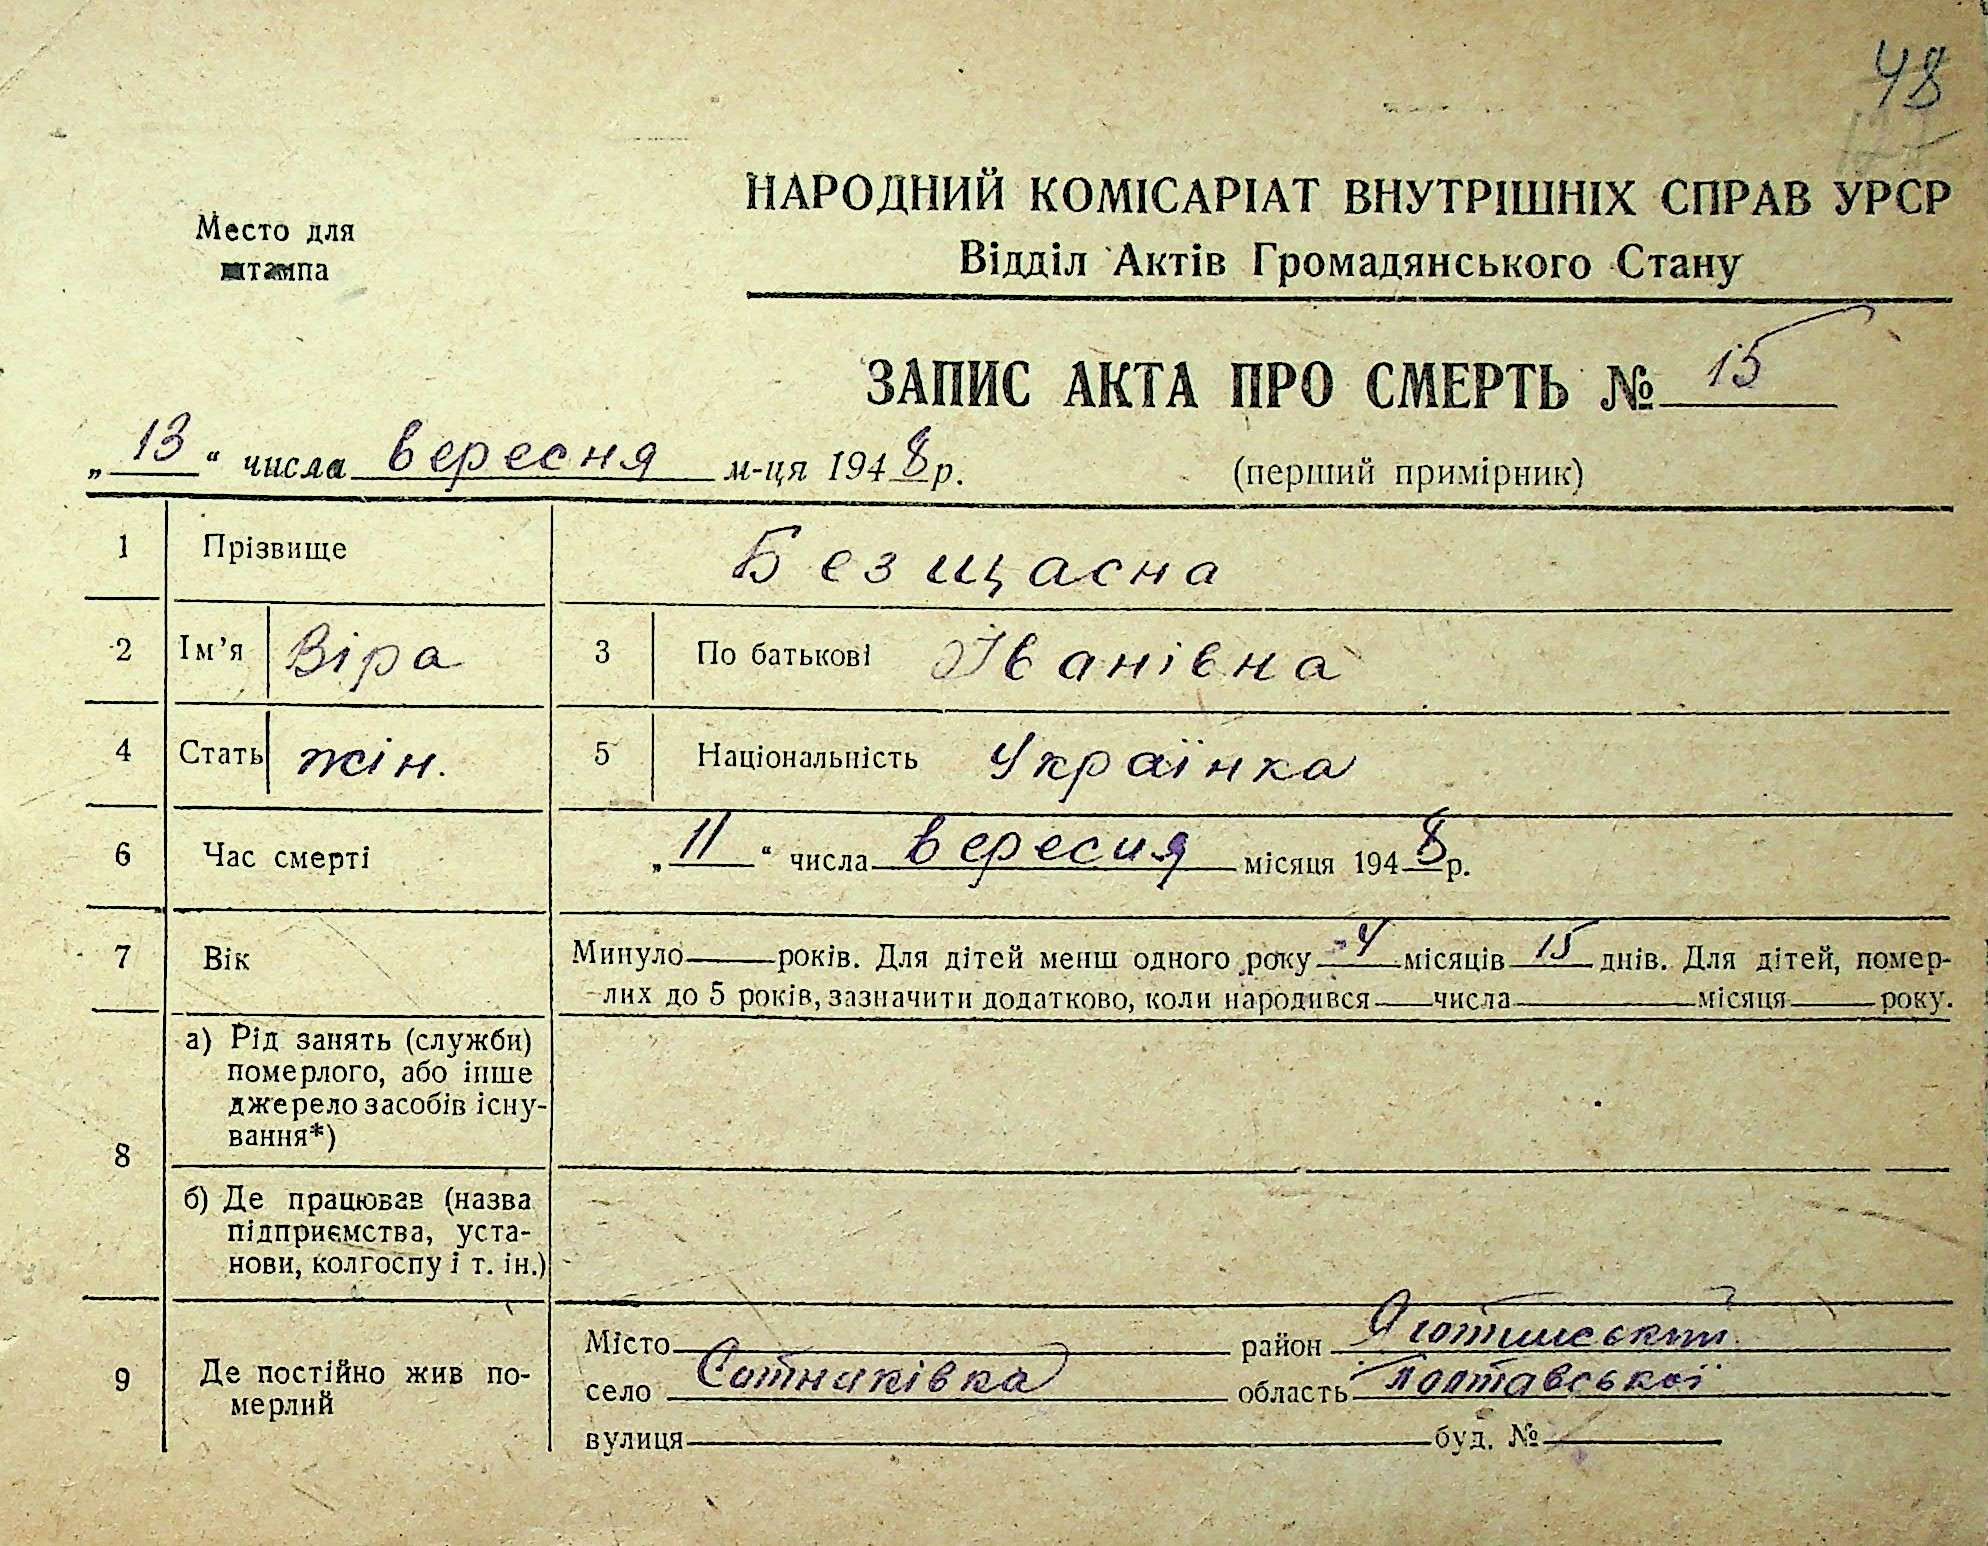 48
127
НАРОДНИЙ КОМІСАРІАТ ВНУТРІШНІХ СПРАВ УРСР
Место для штампа
Відділ Актів Громадянського Стану
ЗАПИС АКТА ПРО СМЕРТЬ № 15
„13“ числа вересня м-ця 1948 р.
(перший примірник)
1 Прізвище Безщасна
2 Ім’я Віра 3 По батькові Іванівна
4 Стать жін. 5 Національність Українка
6 Час смерті „11“ числа вересня місяця 1948 р.
7 Вік Минуло років. Для дітей менш одного року 4 місяців 15 днів. Для дітей, помер-
лих до 5 років, зазначити додатково, коли народився числа місяця року.
8
а) Рід занять (служби)
померлого, або інше
джерело засобів існу-
вання*)
б) Де працював (назва
підприємства, уста-
нови, колгоспу і т. ін.)
9 Де постійно жив по-
мерлий
Місто район Яготинський
село Сотниківка область Полтавської
вулиця буд. №